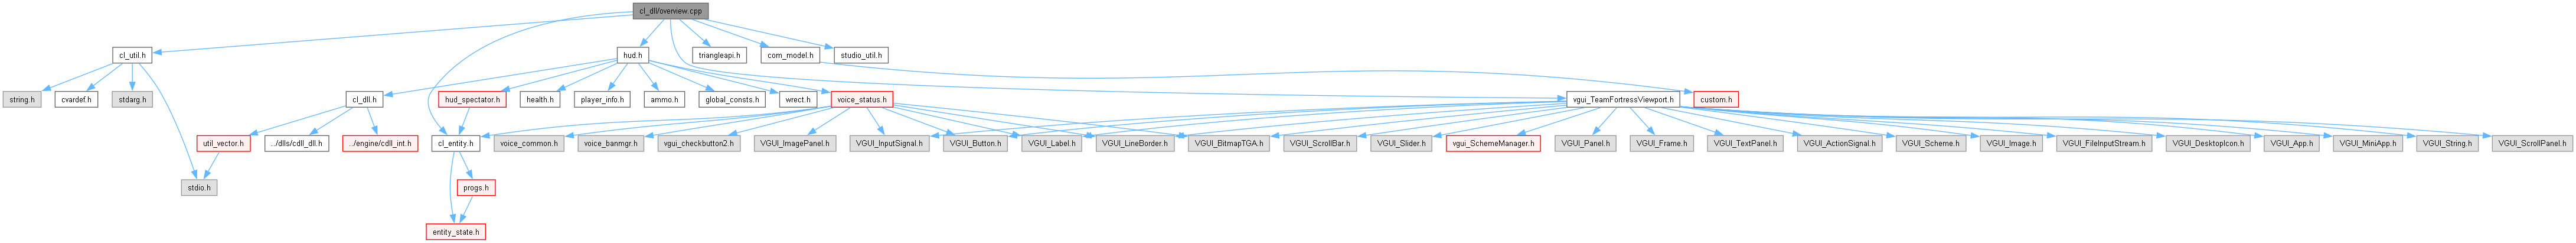 cl_dll/overview.cpp
cl_util.h
hud.h
triangleapi.h
com_model.h
studio_util.h
string.h
cvardef.h
stdarg.h
cl_dll.h
hud_spectator.h
health.h
player_info.h
ammo.h
global_consts.h
wrect.h
voice_status.h
vgui_TeamFortressViewport.h
custom.h
util_vector.h
.../dlls/cdll_dll.h
.../engine/cdll_int.h
cl_entity.h
voice_common.h
voice_banmgr.h
vgui_checkbutton2.h
VGUI_ImagePanel.h
VGUI_InputSignal.h
VGUI_Button.h
VGUI_Label.h
VGUI_LineBorder.h
VGUI_BitmapTGA.h
VGUI_ScrollBar.h
VGUI_Slider.h
vgui_SchemeManager.h
VGUI_Panel.h
VGUI_Frame.h
VGUI_TextPanel.h
VGUI_ActionSignal.h
VGUI_Scheme.h
VGUI_Image.h
VGUI_FileInputStream.h
VGUI_DesktopIcon.h
VGUI_App.h
VGUI_MiniApp.h
VGUI_String.h
VGUI_ScrollPanel.h
stdio.h
progs.h
entity_state.h